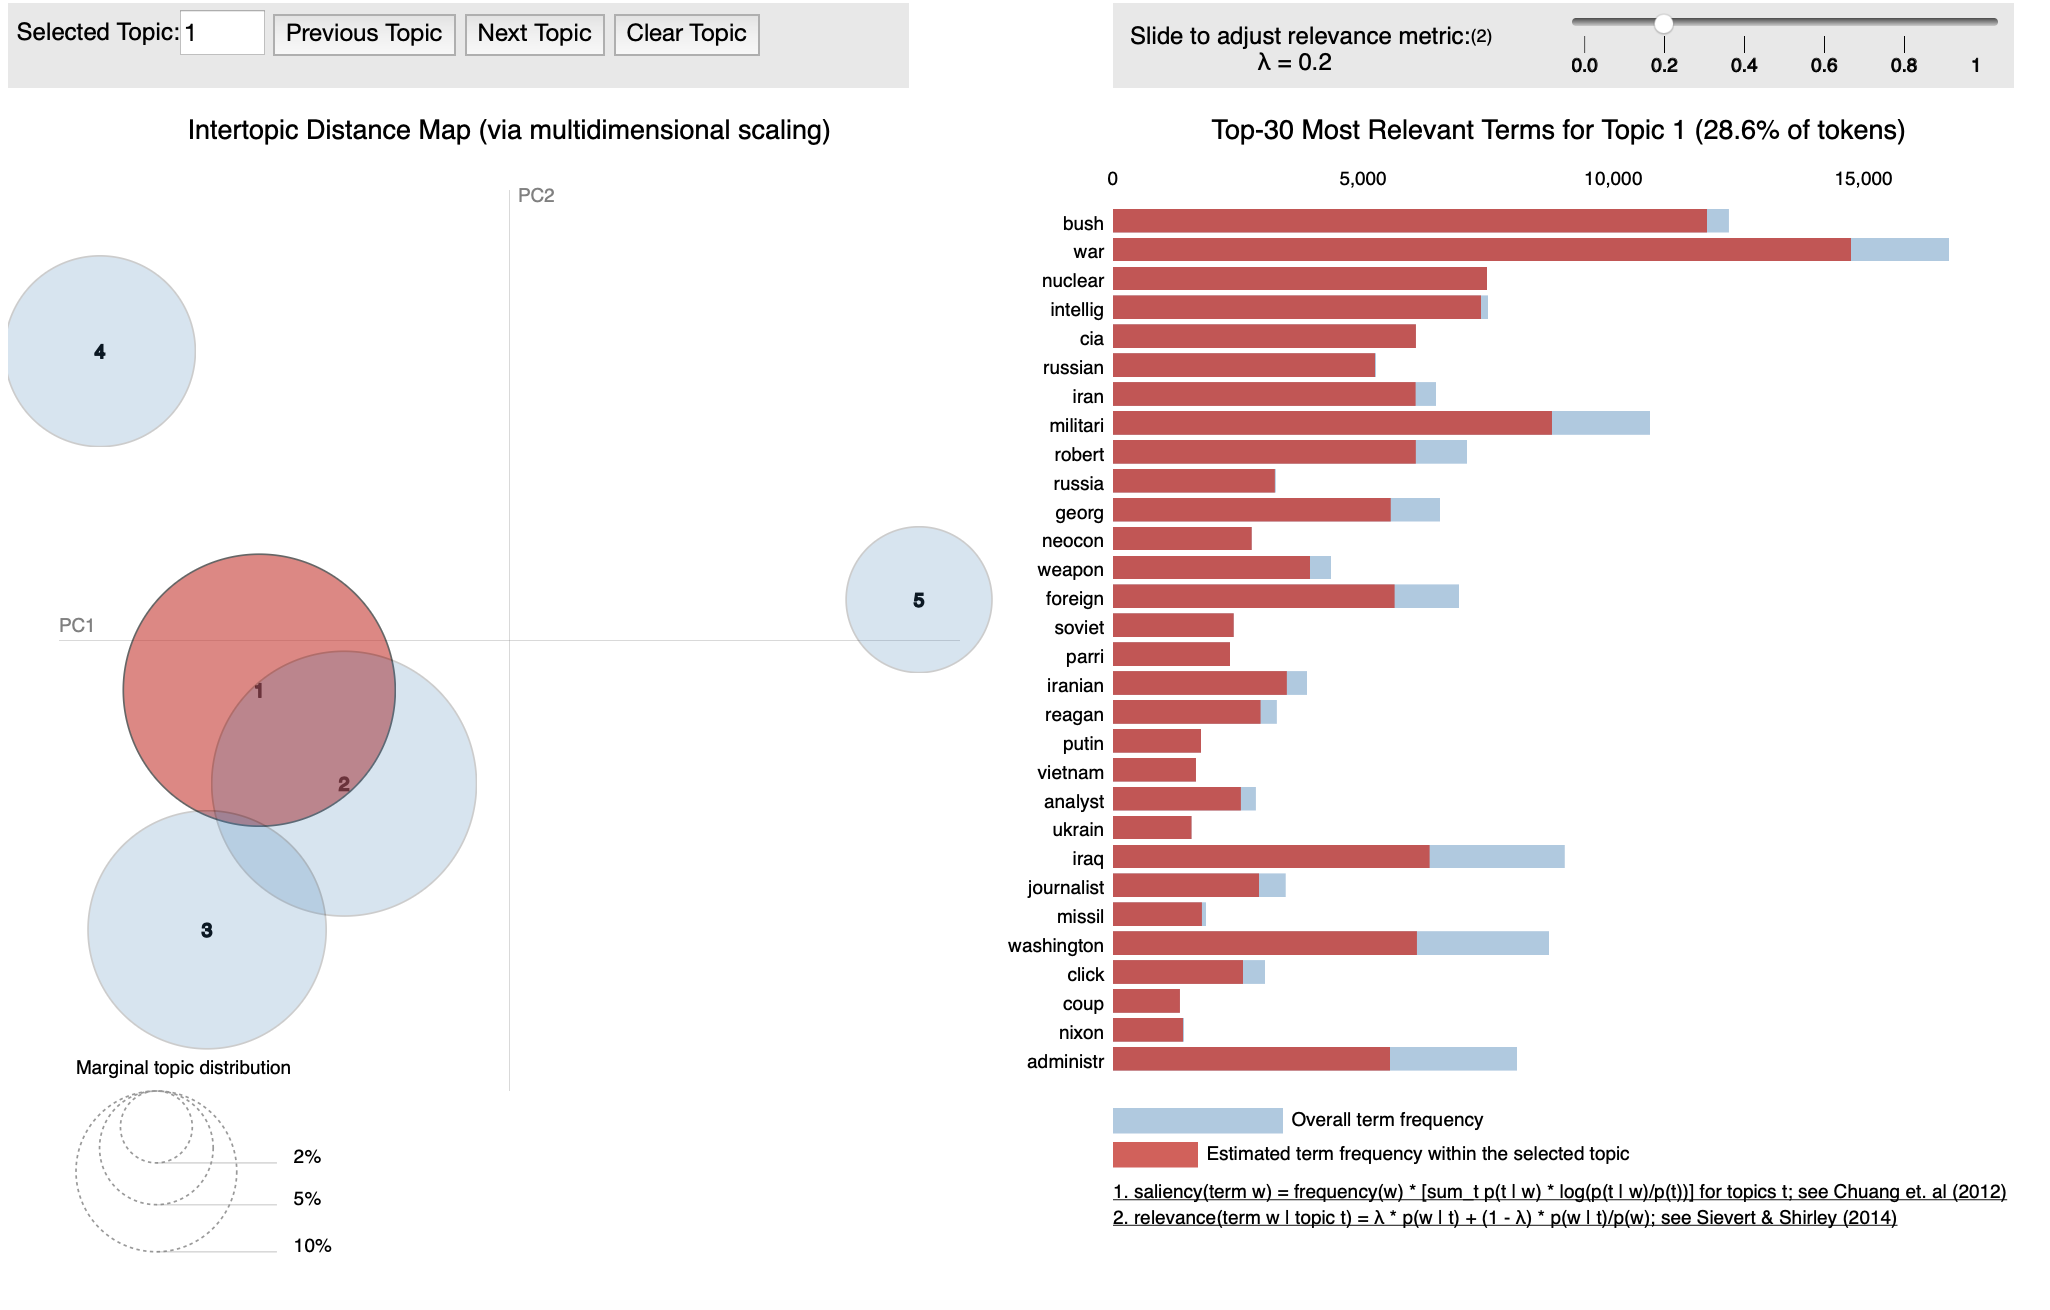 Selected Topic: 1 Previous Topic Next Topic Clear Topic
Slide to adjust relevance metric:(2)
λ = 0.2
0.0 0.2 0.4 0.6 0.8 1
Intertopic Distance Map (via multidimensional scaling)
PC2
PC1
4
5
1
2
3
Marginal topic distribution
2%
5%
10%
Top-30 Most Relevant Terms for Topic 1 (28.6% of tokens)
0 5,000 10,000 15,000
bush
war
nuclear
intellig
cia
russian
iran
militari
robert
russia
georg
neocon
weapon
foreign
soviet
parri
iranian
reagan
putin
vietnam
analyst
ukrain
iraq
journalist
missil
washington
click
coup
nixon
administr
Overall term frequency
Estimated term frequency within the selected topic
1. saliency(term w) = frequency(w) * [sum_t p(t | w) * log(p(t | w)/p(t))] for topics t; see Chuang et. al (2012)
2. relevance(term w | topic t) = λ * p(w | t) + (1 - λ) * p(w | t)/p(w); see Sievert & Shirley (2014)